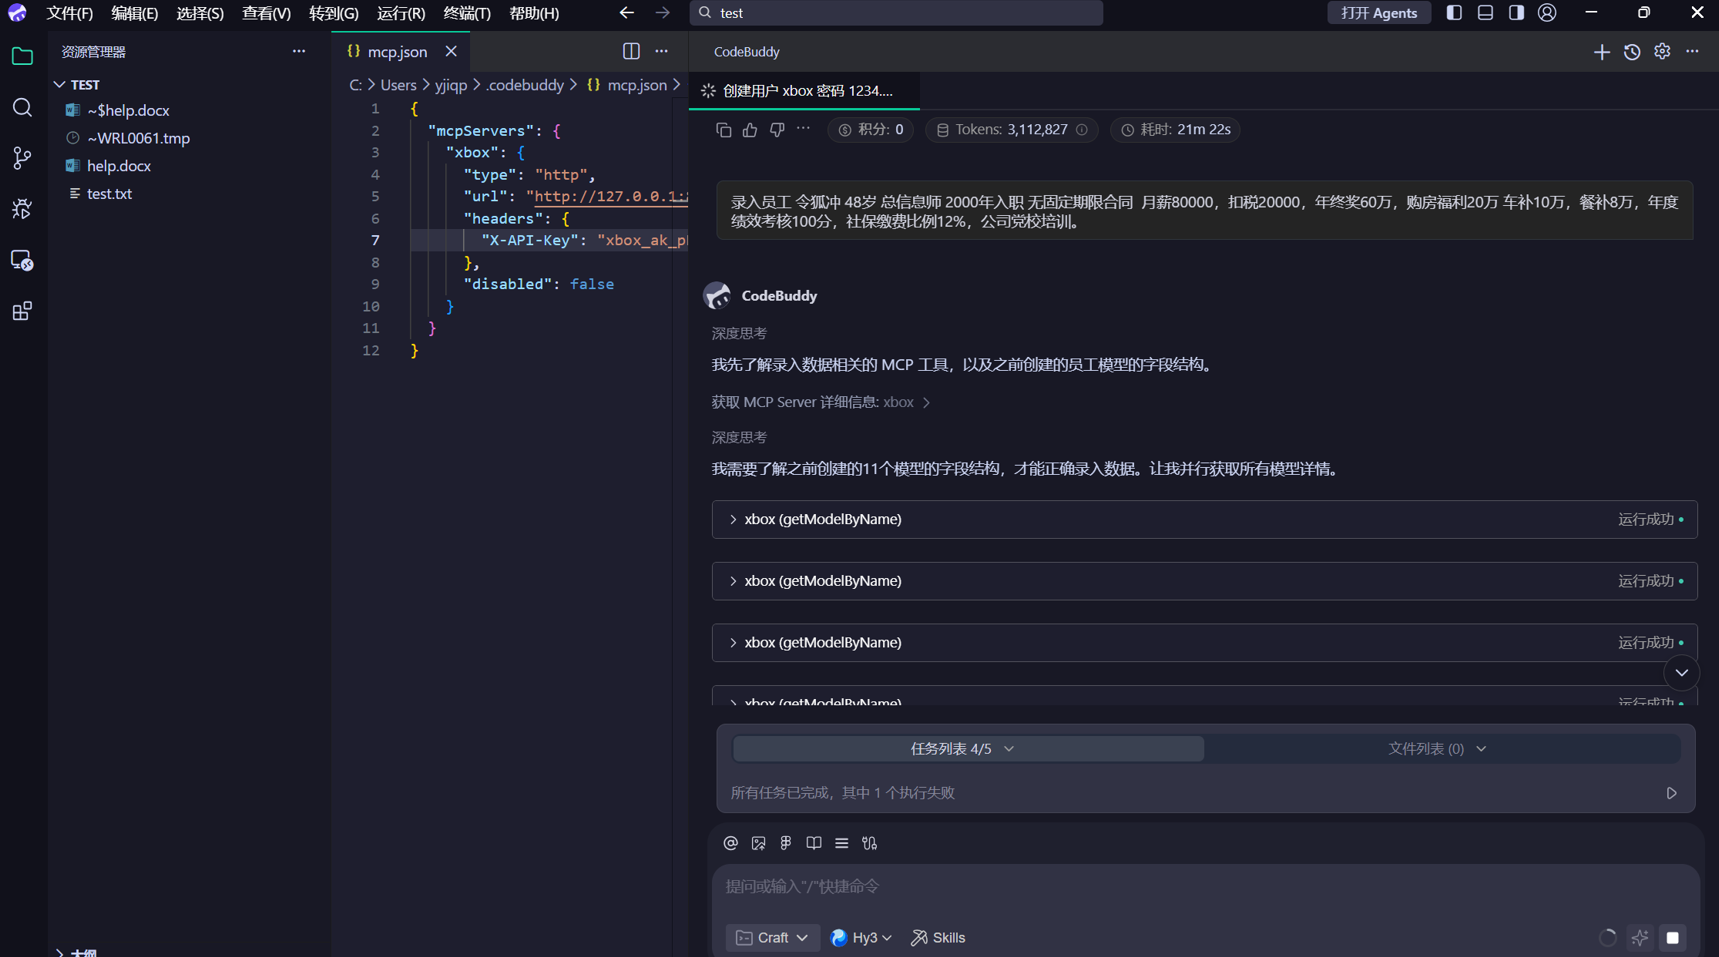 文件(F) 编辑(E) 选择(S) 查看(V) 转到(G) 运行(R) 终端(T) 帮助(H)
test
打开 Agents
资源管理器
mcp.json
CodeBuddy
TEST
~$help.docx
~WRL0061.tmp
help.docx
test.txt
C: > Users > yjiqp > .codebuddy > {} mcp.json >
1 {
2 "mcpServers": {
3 "xbox": {
4 "type": "http",
5 "url": "http://127.0.0.1:
6 "headers": {
7 "X-API-Key": "xbox_ak_p
8 },
9 "disabled": false
10 }
11 }
12 }
创建用户 xbox 密码 1234....
积分: 0
Tokens: 3,112,827
耗时: 21m 22s
录入员工 令狐冲 48岁 总信息师 2000年入职 无固定期限合同 月薪80000，扣税20000，年终奖60万，购房福利20万 车补10万，餐补8万，年度
绩效考核100分，社保缴费比例12%，公司党校培训。
CodeBuddy
深度思考
我先了解录入数据相关的 MCP 工具，以及之前创建的员工模型的字段结构。
获取 MCP Server 详细信息: xbox >
深度思考
我需要了解之前创建的11个模型的字段结构，才能正确录入数据。让我并行获取所有模型详情。
xbox (getModelByName) 运行成功
xbox (getModelByName) 运行成功
xbox (getModelByName) 运行成功
xbox (getModelByName) 运行成功
任务列表 4/5
文件列表 (0)
所有任务已完成，其中 1 个执行失败
提问或输入"/"快捷命令
Craft
Hy3
Skills
大纲